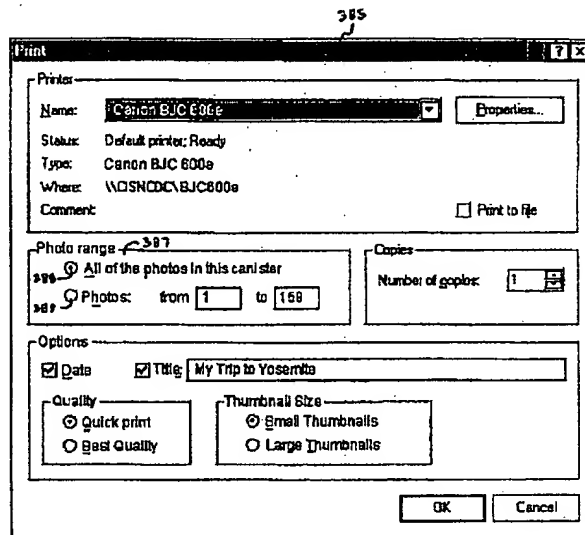 385
Print
Printer
Name: Canon BJC 600e Properties...
Status: Default printer; Ready
Type: Canon BJC 600e
Where:
Comment: Print to file
Photo range 387
388 All of the photos in this canister
Photos: from 1 to 159
Copies
Number of copies: 1
Options
Date Title: My Trip to Yosemite
Quality
Quick print
Best Quality
Thumbnail Size
Small Thumbnails
Large Thumbnails
OK Cancel